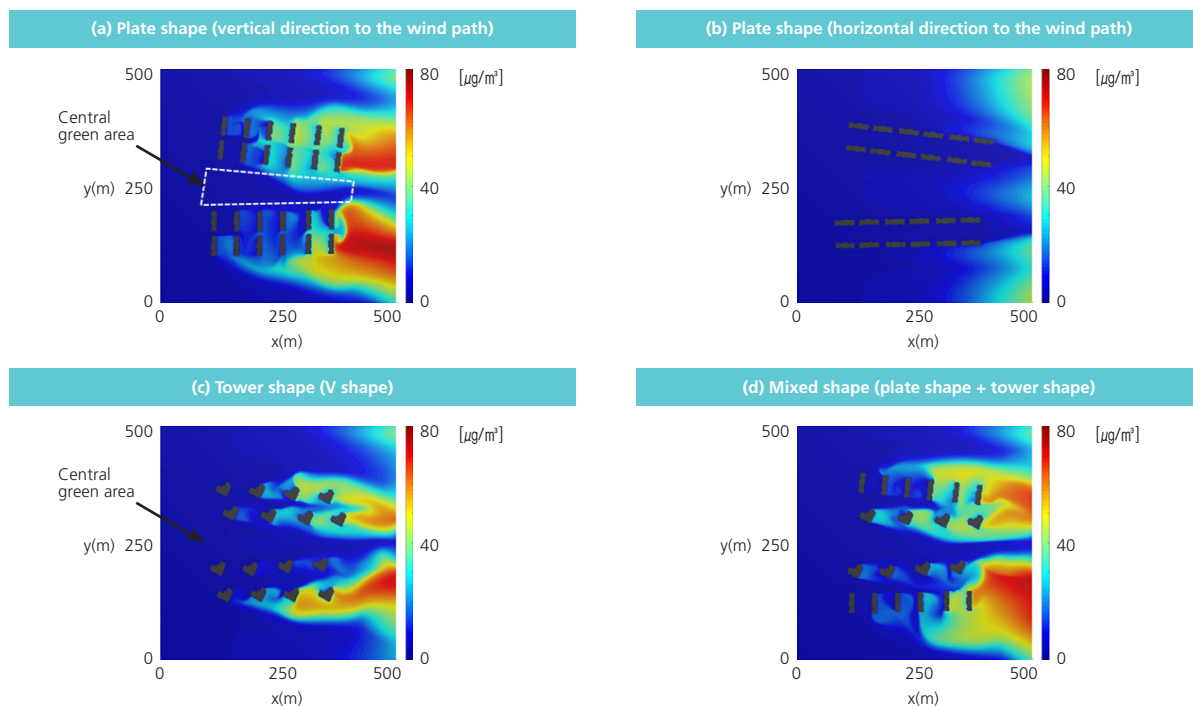 (a) Plate shape (vertical direction to the wind path)
500
Central
green area
y(m) 250
0
0 250 500
x(m)
80 [㎍/㎥]
40
0
(b) Plate shape (horizontal direction to the wind path)
500
y(m) 250
0
0 250 500
x(m)
80 [㎍/㎥]
40
0
(c) Tower shape (V shape)
500
Central
green area
y(m) 250
0
0 250 500
x(m)
80 [㎍/㎥]
40
0
(d) Mixed shape (plate shape + tower shape)
500
y(m) 250
0
0 250 500
x(m)
80 [㎍/㎥]
40
0